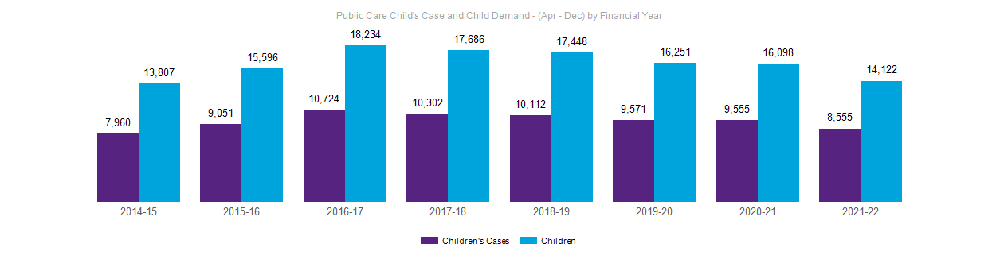 Public Care Child's Case and Child Demand - (Apr - Dec) by Financial Year
7,960 13,807 9,051 15,596 10,724 18,234 10,302 17,686 10,112 17,448 9,571 16,251 9,555 16,098 8,555 14,122
2014-15 2015-16 2016-17 2017-18 2018-19 2019-20 2020-21 2021-22
Children's Cases Children